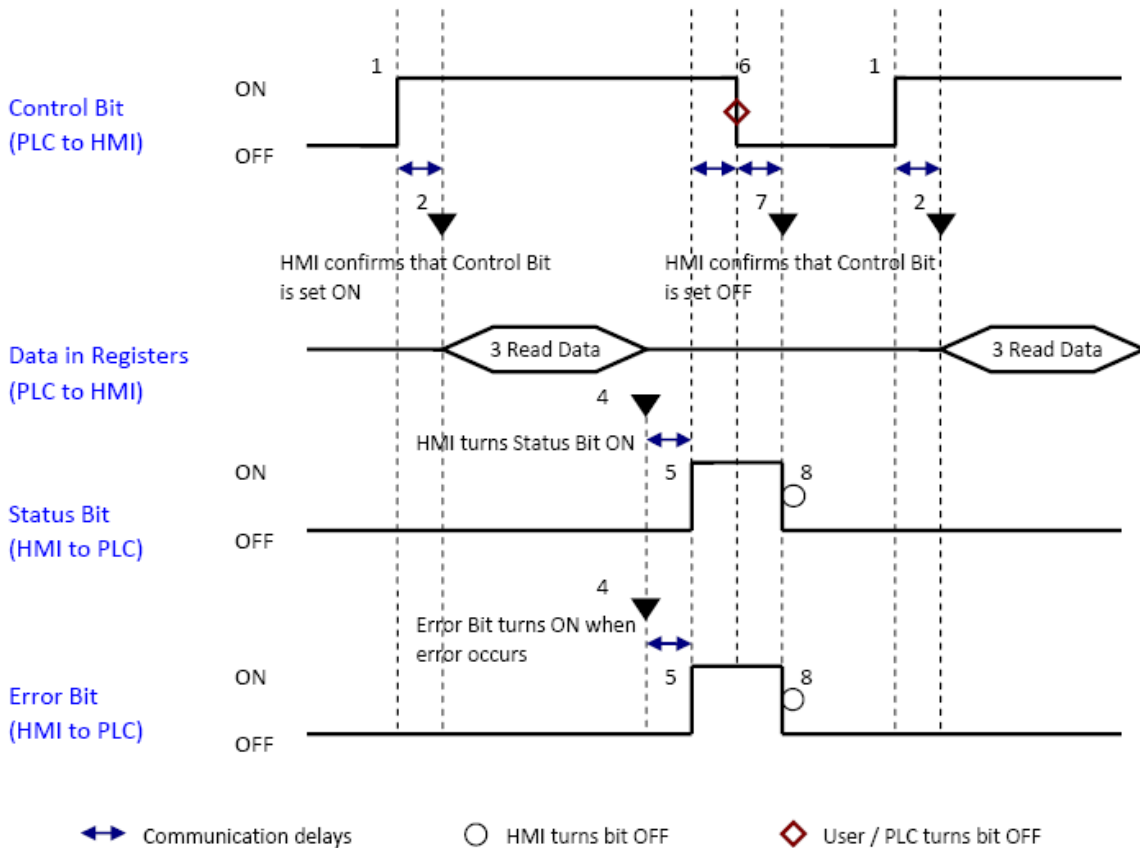 1
6
1
ON
Control Bit
(PLC to HMI)
OFF
2
7
2
HMI confirms that Control Bit
is set ON
HMI confirms that Control Bit
is set OFF
Data in Registers
(PLC to HMI)
3 Read Data
3 Read Data
4
HMI turns Status Bit ON
ON
5
8
Status Bit
(HMI to PLC)
OFF
4
Error Bit turns ON when
error occurs
ON
5
8
Error Bit
(HMI to PLC)
OFF
Communication delays
HMI turns bit OFF
User / PLC turns bit OFF